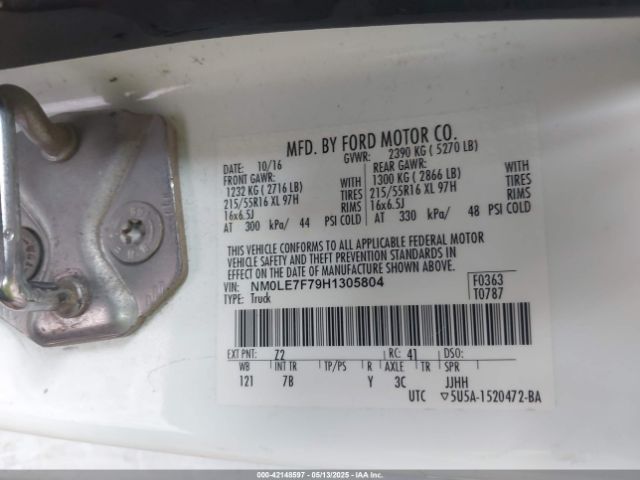 MFD. BY FORD MOTOR CO.
DATE: 10/16 GVWR: 2390 KG ( 5270 LB)
FRONT GAWR: REAR GAWR:
1232 KG ( 2716 LB) 1300 KG ( 2866 LB)
215/55R16 XL 97H TIRES 215/55R16 XL 97H TIRES
16x6.5J RIMS 16x6.5J RIMS
AT 300 kPa/ 44 PSI COLD AT 330 kPa/ 48 PSI COLD
THIS VEHICLE CONFORMS TO ALL APPLICABLE FEDERAL MOTOR
VEHICLE SAFETY AND THEFT PREVENTION STANDARDS IN
EFFECT ON THE DATE OF MANUFACTURE SHOWN ABOVE.
VIN: NM0LE7F79H1305804 F0363
TYPE: Truck T0787
EXT PNT: Z2 RC: 41 DSO:
WB INT TR TP/PS R AXLE TR SPR
121 7B Y 3C JJHH
UTC ▽5U5A-1520472-BA
© COPART - 42148597 - 05/13/2025 - IAAI.COM